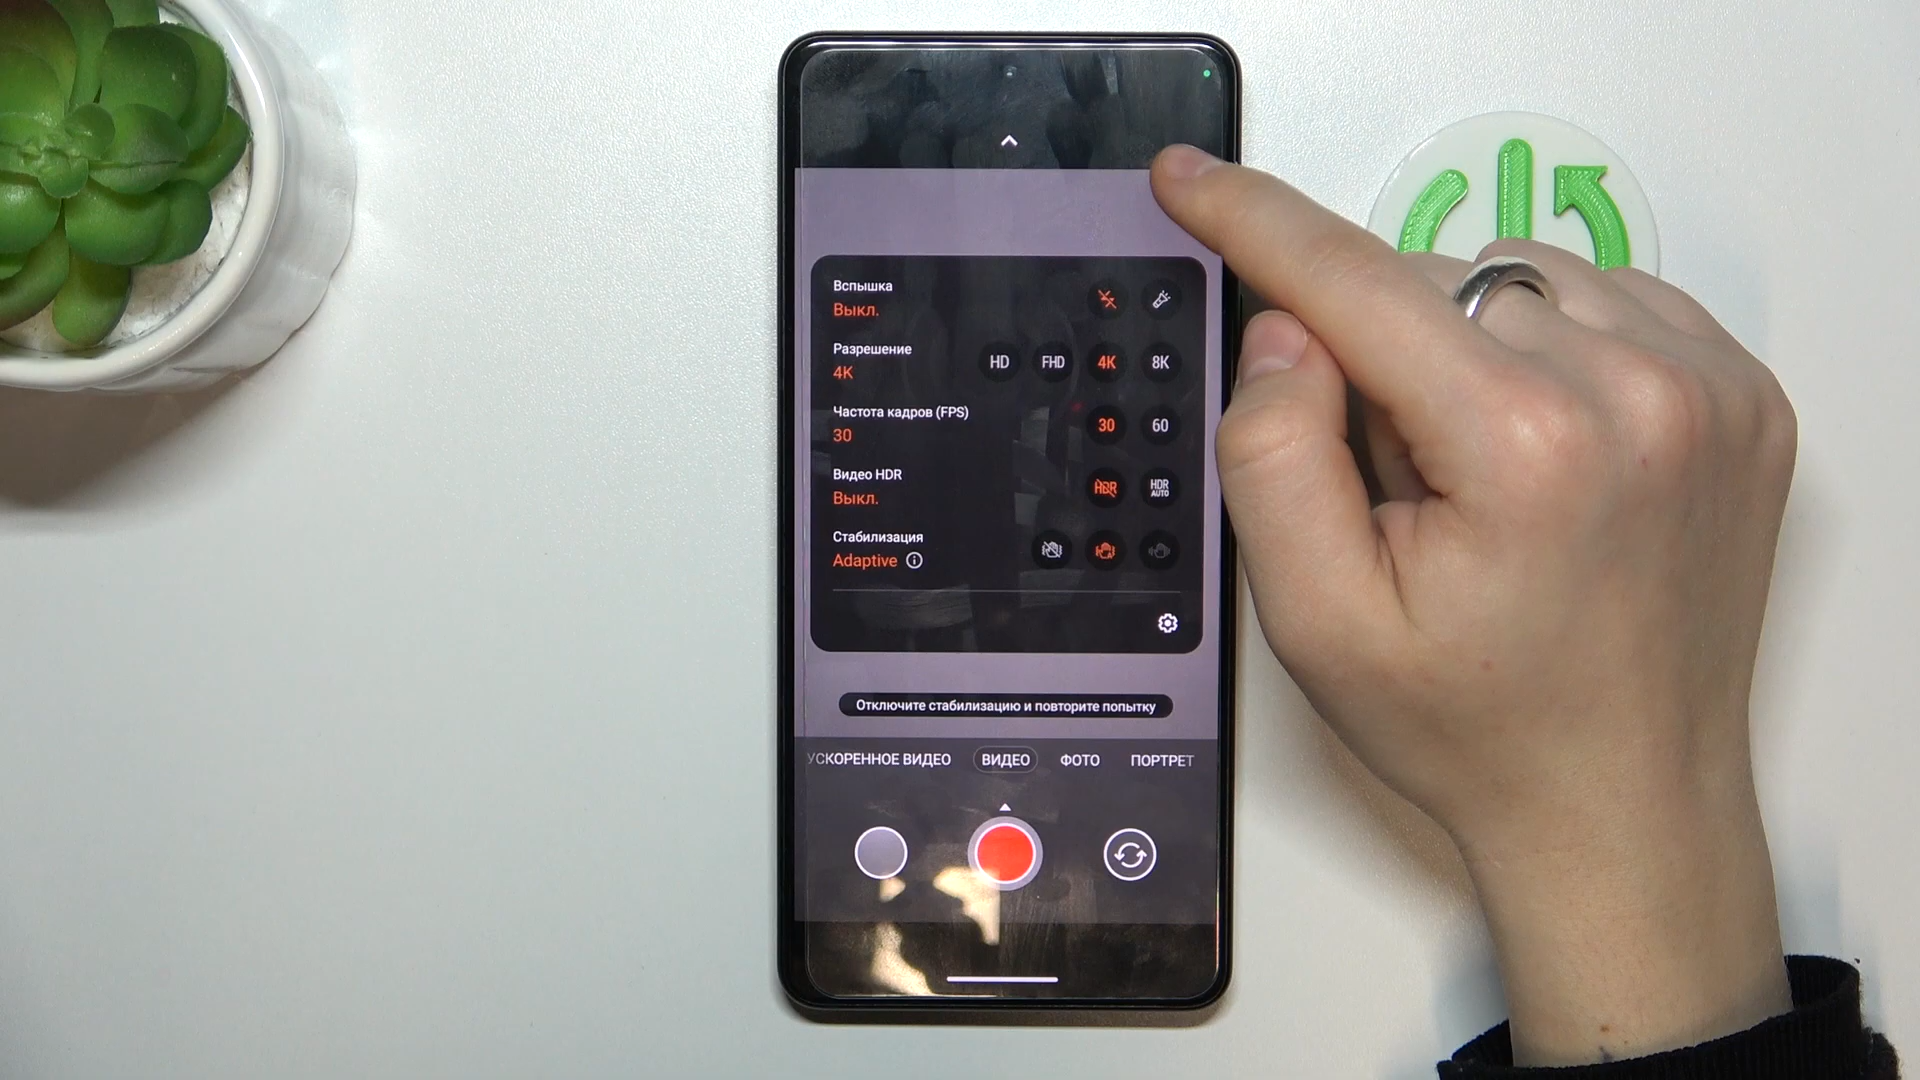 Вспышка
Выкл.
Разрешение
4K
HD FHD 4K 8K
Частота кадров (FPS)
30
30 60
Видео HDR
Выкл.
HDR HDR AUTO
Стабилизация
Adaptive
Отключите стабилизацию и повторите попытку
УСКОРЕННОЕ ВИДЕО ВИДЕО ФОТО ПОРТРЕТ